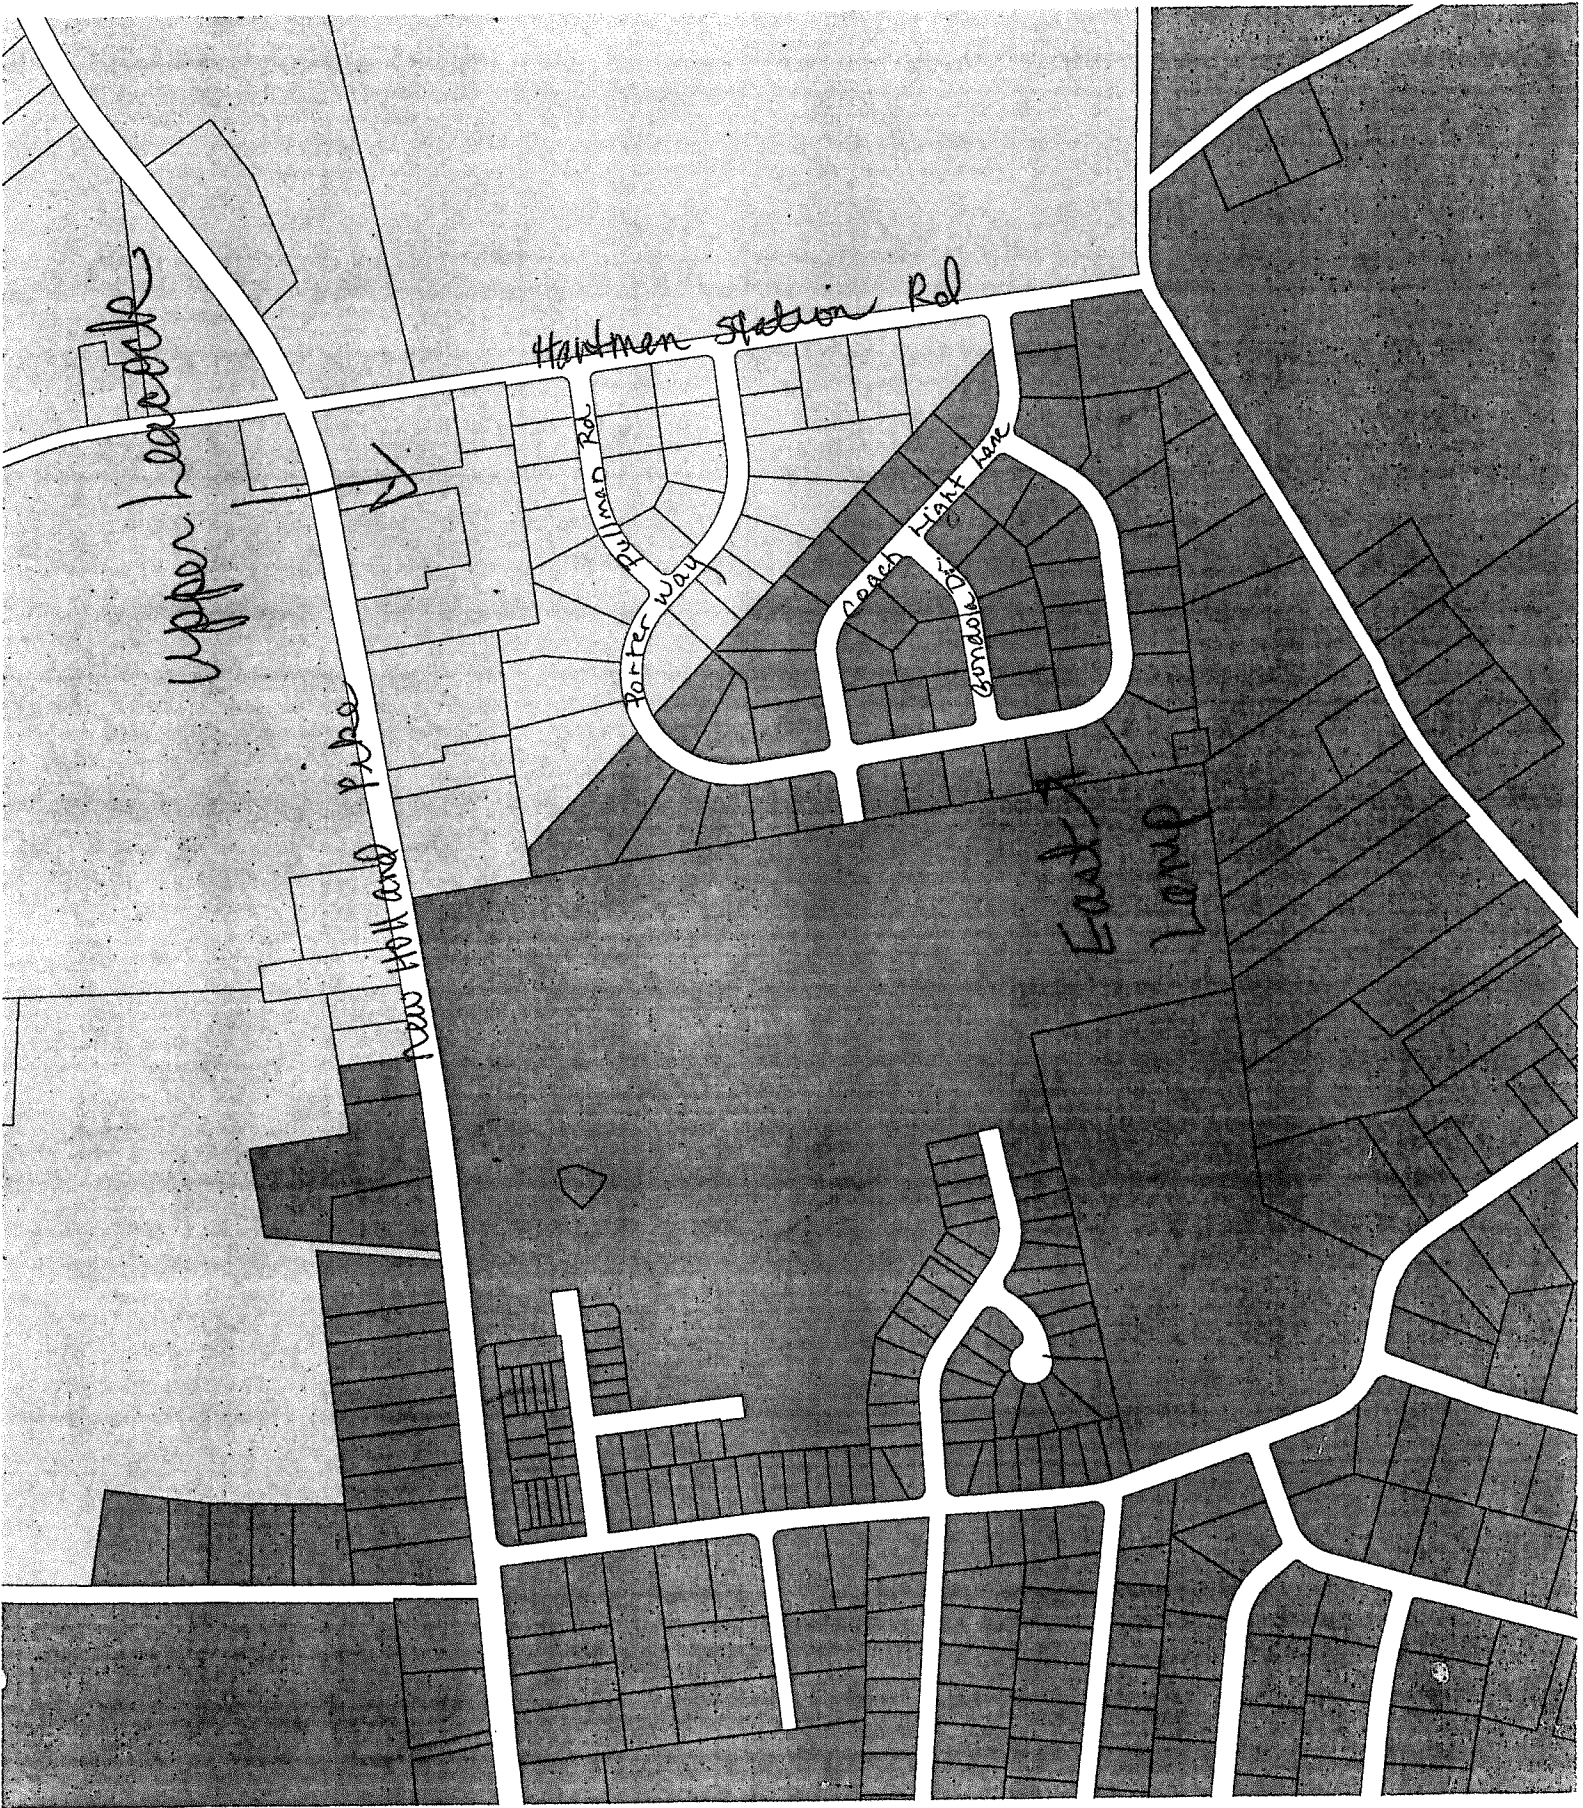 Hartman Station Rd
Upper Leacock
Pullman Rd
Porter Way
Coach Light Lane
Gondola Dr
New Holland Pike
East
Lamp